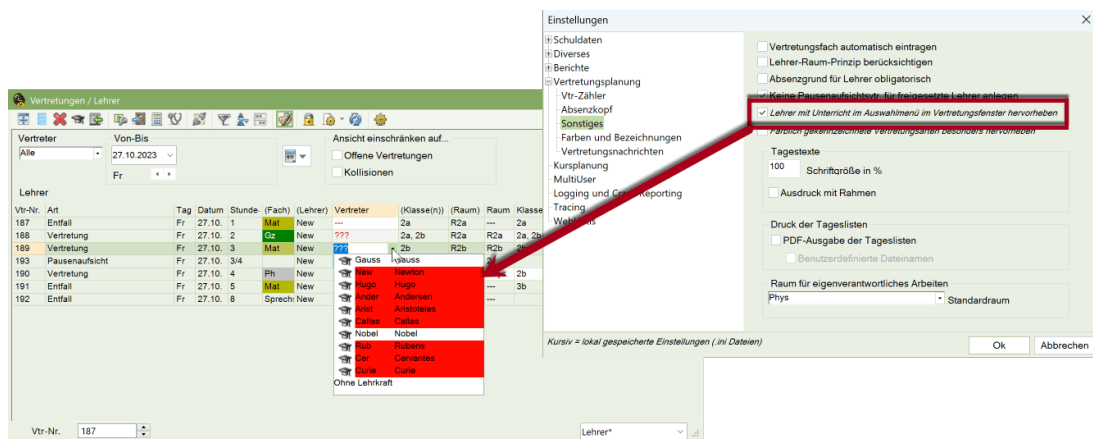 Einstellungen
Schuldaten
Diverses
Berichte
Vertretungsplanung
Vtr-Zähler
Absenzkopf
Sonstiges
Farben und Bezeichnungen
Vertretungsnachrichten
Kursplanung
MultiUser
Logging und Reporting
Tracing
Vertretungsfach automatisch eintragen
Lehrer-Raum-Prinzip berücksichtigen
Absenzgrund für Lehrer obligatorisch
Keine Pausenaufsichtsvtr. für freigesetzte Lehrer anlegen
Lehrer mit Unterricht im Auswahlmenü im Vertretungsfenster hervorheben
Farblich gekennzeichnete Vertretungsarten besonders hervorheben
Tagestexte
100 Schriftgröße in %
Ausdruck mit Rahmen
Druck der Tageslisten
PDF-Ausgabe der Tageslisten
Benutzerdefinierte Dateinamen
Raum für eigenverantwortliches Arbeiten
Phys Standardraum
Kursiv = lokal gespeicherte Einstellungen (.ini Dateien)
Ok Abbrechen
Vertretungen / Lehrer
Vertreter Von-Bis Ansicht einschränken auf...
Alle 27.10.2023 Offene Vertretungen
Fr Kollisionen
Lehrer
Vtr-Nr. Art Tag Datum Stunde (Fach) (Lehrer) Vertreter (Klasse(n)) (Raum) Raum Klasse
187 Entfall Fr 27.10. 1 Mat New --- 2a R2a --- 2a
188 Vertretung Fr 27.10. 2 Gz New ??? 2a, 2b R2a R2a 2a, 2b
189 Vertretung Fr 27.10. 3 Mat New ??? 2b R2b R2b
193 Pausenaufsicht Fr 27.10. 3/4 New
190 Vertretung Fr 27.10. 4 Ph New 2b
191 Entfall Fr 27.10. 5 Mat New --- 3b
192 Entfall Fr 27.10. 8 Sprech New ---
Gauss Gauss
New Newton
Hugo Hugo
Ander Andersen
Arist Aristoteles
Callas Callas
Nobel Nobel
Rub Rubens
Cer Cervantes
Curie Curie
Ohne Lehrkraft
Vtr-Nr. 187 Lehrer*